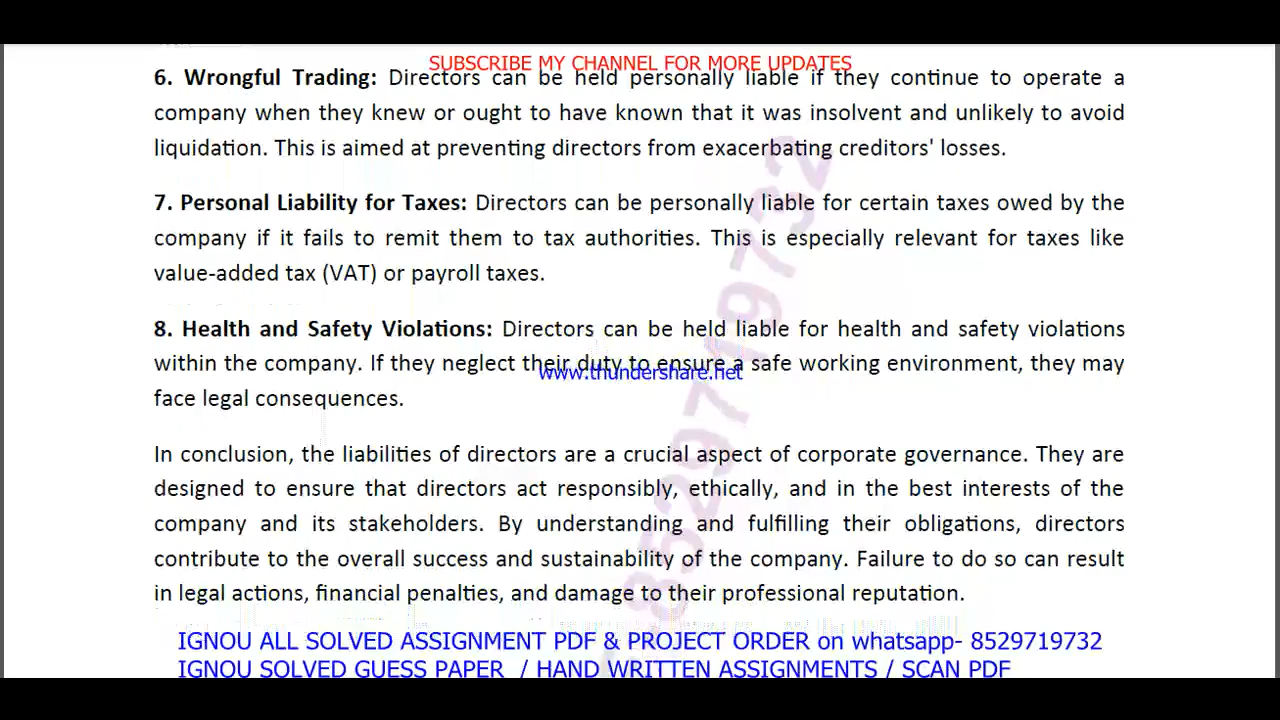 SUBSCRIBE MY CHANNEL FOR MORE UPDATES
6. Wrongful Trading: Directors can be held personally liable if they continue to operate a
company when they knew or ought to have known that it was insolvent and unlikely to avoid
liquidation. This is aimed at preventing directors from exacerbating creditors' losses.
7. Personal Liability for Taxes: Directors can be personally liable for certain taxes owed by the
company if it fails to remit them to tax authorities. This is especially relevant for taxes like
value-added tax (VAT) or payroll taxes.
8. Health and Safety Violations: Directors can be held liable for health and safety violations
within the company. If they neglect their duty to ensure a safe working environment, they may
www.thundershare.net
face legal consequences.
In conclusion, the liabilities of directors are a crucial aspect of corporate governance. They are
designed to ensure that directors act responsibly, ethically, and in the best interests of the
company and its stakeholders. By understanding and fulfilling their obligations, directors
contribute to the overall success and sustainability of the company. Failure to do so can result
in legal actions, financial penalties, and damage to their professional reputation.
8529719732
IGNOU ALL SOLVED ASSIGNMENT PDF & PROJECT ORDER on whatsapp- 8529719732
IGNOU SOLVED GUESS PAPER / HAND WRITTEN ASSIGNMENTS / SCAN PDF